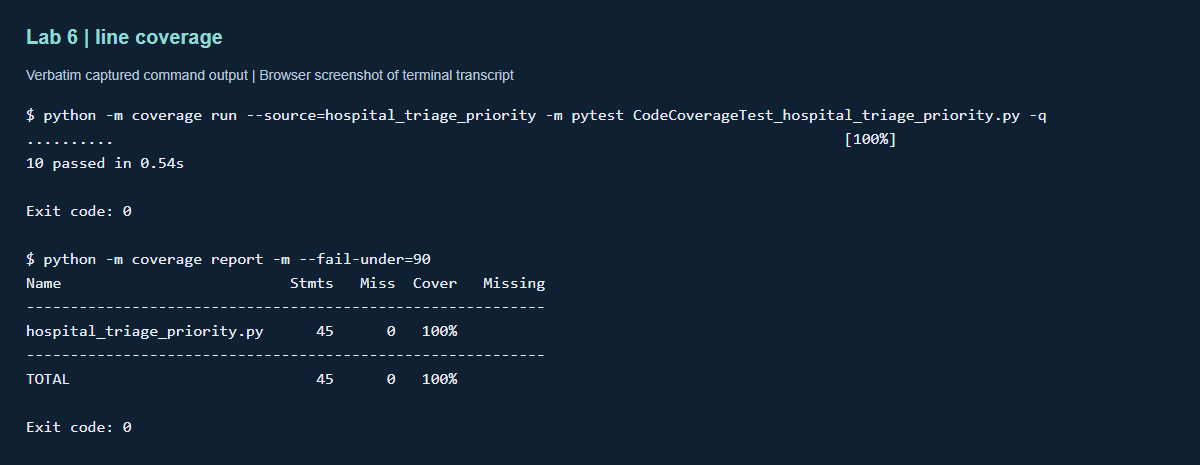 Lab 6 | line coverage
Verbatim captured command output | Browser screenshot of terminal transcript
$ python -m coverage run --source=hospital_triage_priority -m pytest CodeCoverageTest_hospital_triage_priority.py -q
.......... [100%]
10 passed in 0.54s
Exit code: 0
$ python -m coverage report -m --fail-under=90
Name Stmts Miss Cover Missing
-----------------------------------------------------------
hospital_triage_priority.py 45 0 100%
-----------------------------------------------------------
TOTAL 45 0 100%
Exit code: 0